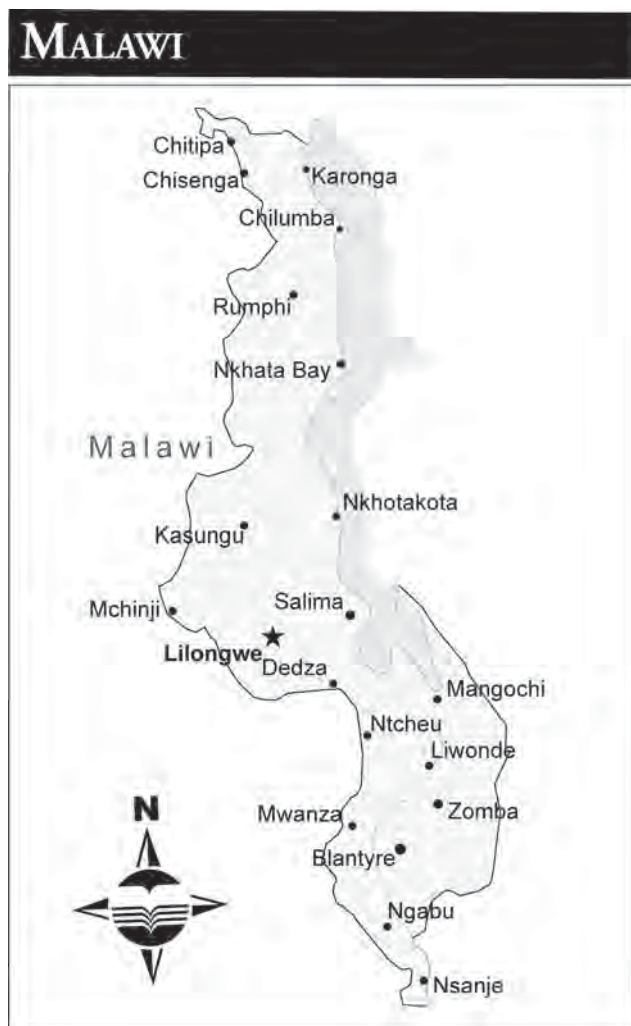 MALAWI
Chitipa
Chisenga
Karonga
Chilumba
Rumphi
Nkhata Bay
Malawi
Nkhotakota
Kasungu
Salima
Mchinji
Lilongwe
Dedza
Mangochi
Ntcheu
Liwonde
N
Mwanza
Zomba
Blantyre
Ngabu
Nsanje